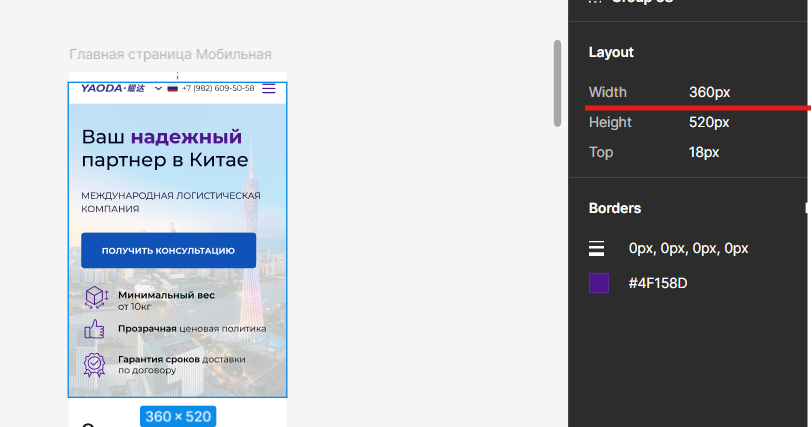 Layout
Width 360px
Height 520px
Top 18px
Borders
0px, 0px, 0px, 0px
#4F158D
Главная страница Мобильная
YAODA·耀达
+7 (982) 609-50-58
Ваш надежный
партнер в Китае
МЕЖДУНАРОДНАЯ ЛОГИСТИЧЕСКАЯ
КОМПАНИЯ
ПОЛУЧИТЬ КОНСУЛЬТАЦИЮ
Минимальный вес
от 10кг
Прозрачная ценовая политика
Гарантия сроков доставки
по договору
360 × 520